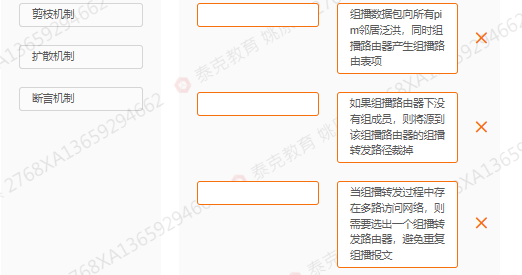 剪枝机制
扩散机制
断言机制
组播数据包向所有pi
m邻居泛洪，同时组
播路由器产生组播路
由表项
如果组播路由器下没
有组成员，则将源到
该组播路由器的组播
转发路径裁掉
当组播转发过程中存
在多路访问网络，则
需要选出一个组播转
发路由器，避免重复
组播报文